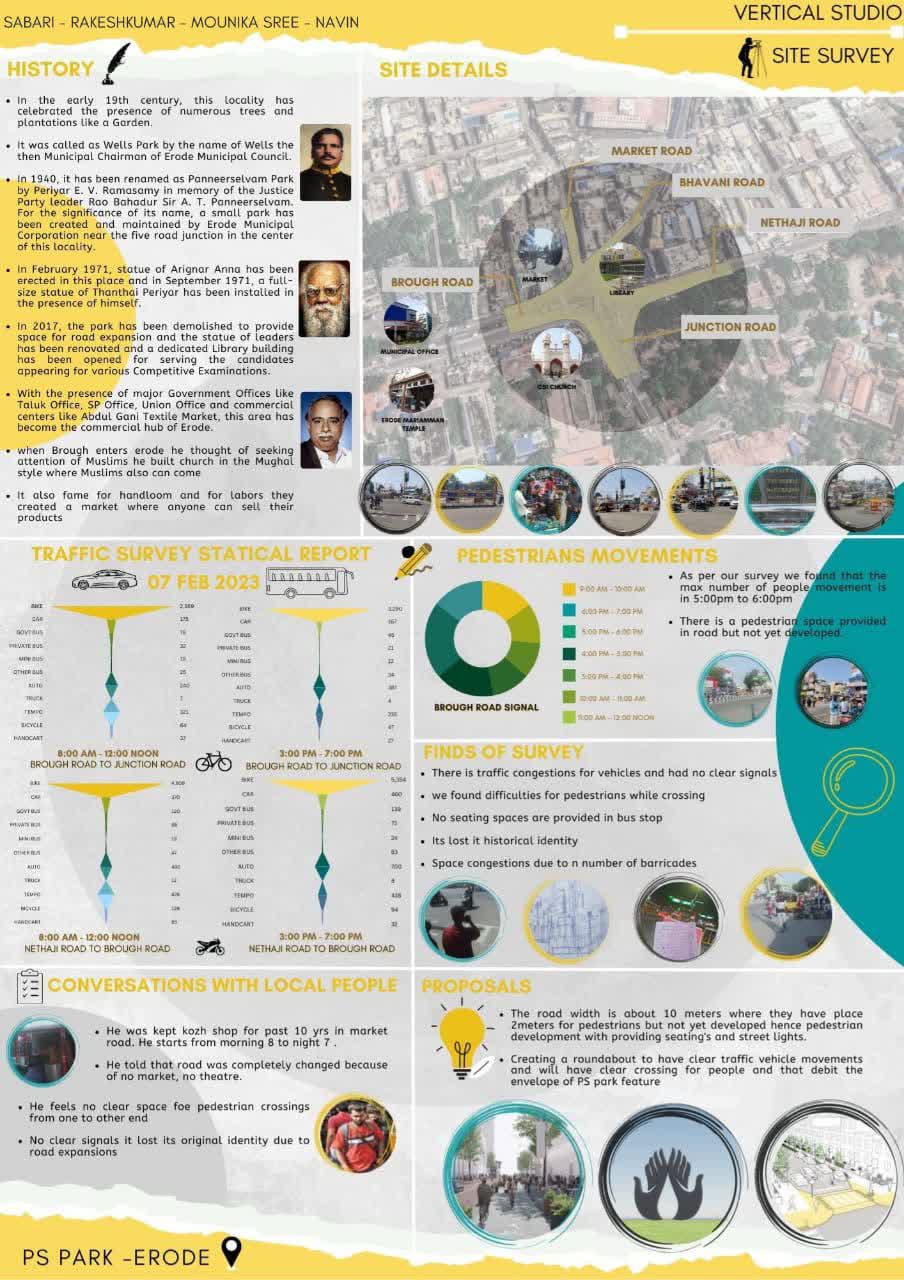 SABARI - RAKESHKUMAR - MOUNIKA SREE - NAVIN
VERTICAL STUDIO
SITE SURVEY
HISTORY
• In the early 19th century, this locality has
celebrated the presence of numerous trees and
plantations like a Garden.
• It was called as Wells Park by the name of Wells the
then Municipal Chairman of Erode Municipal Council.
• In 1940, it has been renamed as Panneerselvam Park
by Periyar E. V. Ramasamy in memory of the Justice
Party leader Rao Bahadur Sir A. T. Panneerselvam.
For the significance of its name, a small park has
been created and maintained by Erode Municipal
Corporation near the five road junction in the center
of this locality.
• In February 1971, statue of Arignar Anna has been
erected in this place and in September 1971, a full-
size statue of Thanthai Periyar has been installed in
the presence of himself.
• In 2017, the park has been demolished to provide
space for road expansion and the statue of leaders
has been renovated and a dedicated Library building
has been opened for serving the candidates
appearing for various Competitive Examinations.
• With the presence of major Government Offices like
Taluk Office, SP Office, Union Office and commercial
centers like Abdul Gani Textile Market, this area has
become the commercial hub of Erode.
• when Brough enters erode he thought of seeking
attention of Muslims he built church in the Mughal
style where Muslims also can come
• It also fame for handloom and for labors they
created a market where anyone can sell their
products
SITE DETAILS
MARKET ROAD
BHAVANI ROAD
NETHAJI ROAD
BROUGH ROAD
JUNCTION ROAD
MARKET
LIBRARY
MUNICIPAL OFFICE
CSI CHURCH
ERODE MARIAMMAN
TEMPLE
TRAFFIC SURVEY STATICAL REPORT
07 FEB 2023
BIKE
CAR 175
GOVT BUS
PRIVATE BUS
MINI BUS
OTHER BUS
AUTO 240
TRUCK
TEMPO 321
BICYCLE 64
HANDCART 37
8:00 AM - 12:00 NOON
BROUGH ROAD TO JUNCTION ROAD
BIKE
CAR
GOVT BUS
PRIVATE BUS 21
MINI BUS
OTHER BUS
AUTO
TRUCK 4
TEMPO
BICYCLE 47
HANDCART 27
3:00 PM - 7:00 PM
BROUGH ROAD TO JUNCTION ROAD
BIKE
CAR
GOVT BUS
PRIVATE BUS
MINI BUS
OTHER BUS
AUTO
TRUCK
TEMPO
BICYCLE
HANDCART
8:00 AM - 12:00 NOON
NETHAJI ROAD TO BROUGH ROAD
BIKE 5,354
CAR 460
GOVT BUS 139
PRIVATE BUS
MINI BUS 24
OTHER BUS 83
AUTO 700
TRUCK 8
TEMPO 438
BICYCLE 94
HANDCART 32
3:00 PM - 7:00 PM
NETHAJI ROAD TO BROUGH ROAD
PEDESTRIANS MOVEMENTS
9:00 AM - 10:00 AM
6:00 PM - 7:00 PM
5:00 PM - 6:00 PM
4:00 PM - 5:00 PM
3:00 PM - 4:00 PM
10:00 AM - 11:00 AM
11:00 AM - 12:00 NOON
BROUGH ROAD SIGNAL
• As per our survey we found that the
max number of people movement is
in 5:00pm to 6:00pm
• There is a pedestrian space provided
in road but not yet developed.
FINDS OF SURVEY
• There is traffic congestions for vehicles and had no clear signals
• we found difficulties for pedestrians while crossing
• No seating spaces are provided in bus stop
• Its lost it historical identity
• Space congestions due to n number of barricades
CONVERSATIONS WITH LOCAL PEOPLE
• He was kept kozh shop for past 10 yrs in market
road. He starts from morning 8 to night 7 .
• He told that road was completely changed because
of no market, no theatre.
• He feels no clear space foe pedestrian crossings
from one to other end
• No clear signals it lost its original identity due to
road expansions
PROPOSALS
• The road width is about 10 meters where they have place
2meters for pedestrians but not yet developed hence pedestrian
development with providing seating's and street lights.
• Creating a roundabout to have clear traffic vehicle movements
and will have clear crossing for people and that debit the
envelope of PS park feature
PS PARK -ERODE